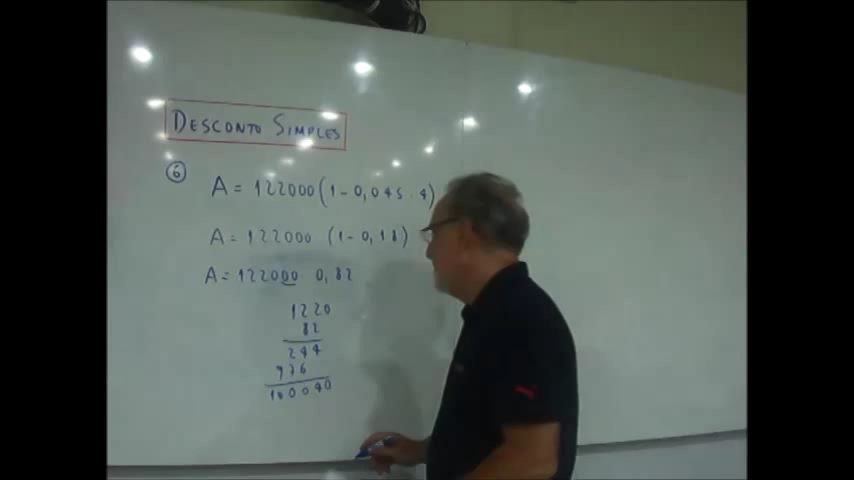 DESCONTO SIMPLES
6
A = 122000 (1 - 0,045 . 4)
A = 122000 (1 - 0,18)
A = 122000 0,82
1220
82
244
976
100040